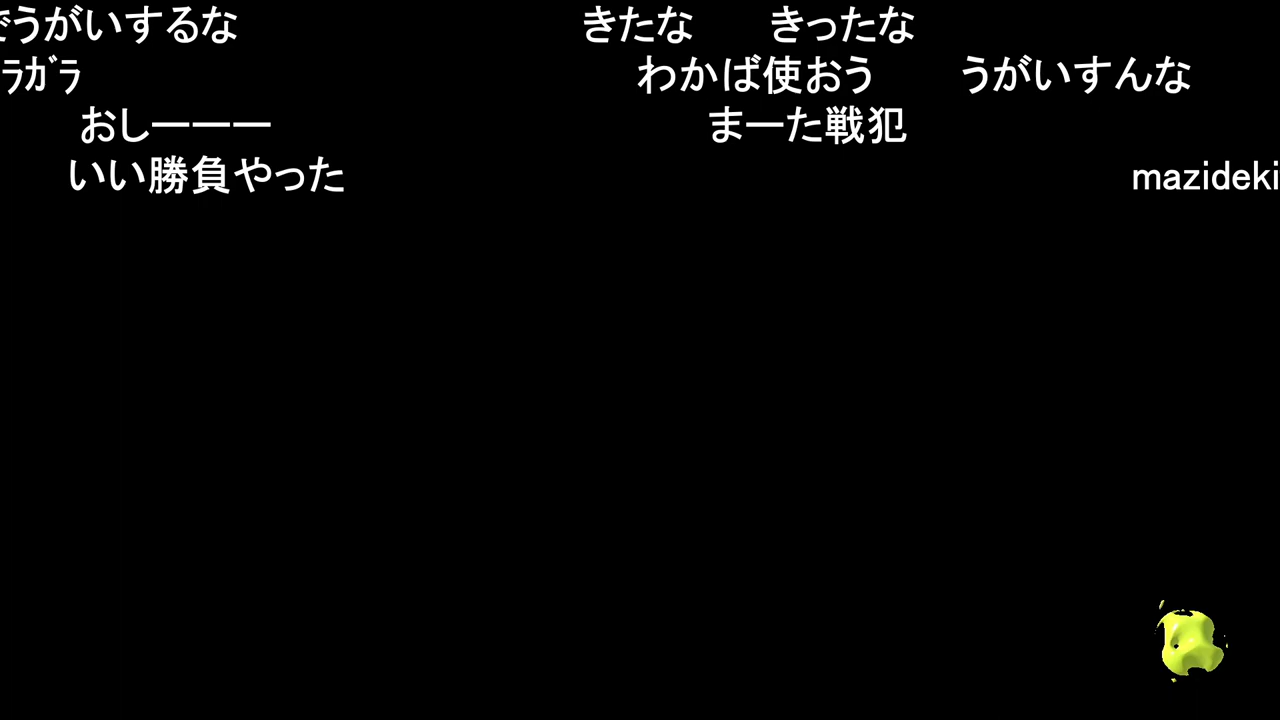 でうがいするな きたな きったな
ﾗｶﾞﾗ わかば使おう うがいすんな
おしーーー まーた戦犯
いい勝負やった mazideki